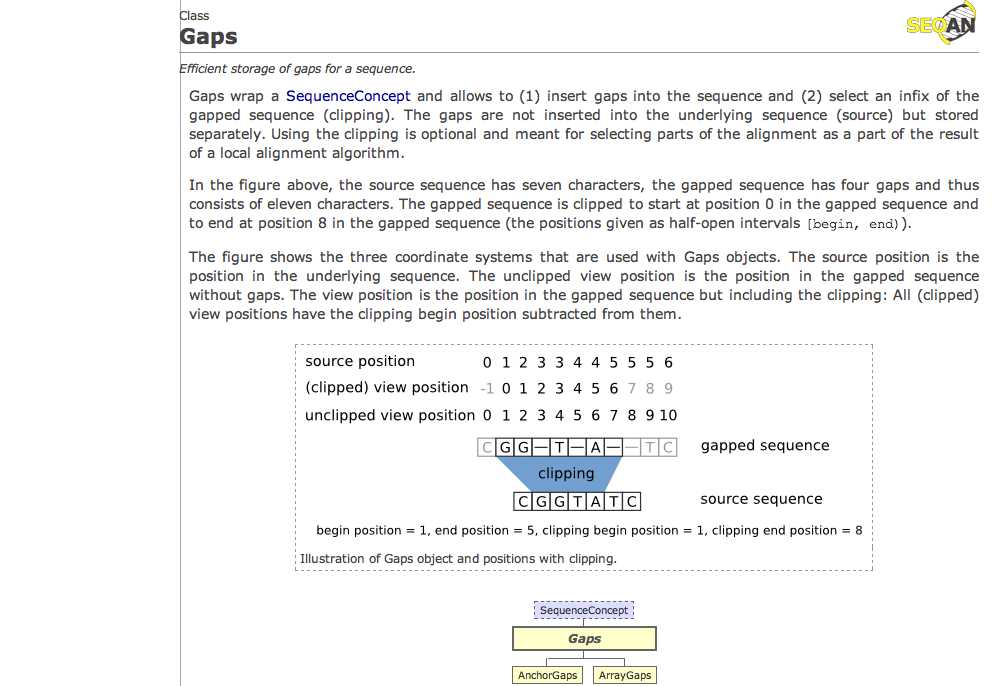 Class
SEQAN
Gaps
Efficient storage of gaps for a sequence.
Gaps wrap a SequenceConcept and allows to (1) insert gaps into the sequence and (2) select an infix of the
gapped sequence (clipping). The gaps are not inserted into the underlying sequence (source) but stored
separately. Using the clipping is optional and meant for selecting parts of the alignment as a part of the result
of a local alignment algorithm.
In the figure above, the source sequence has seven characters, the gapped sequence has four gaps and thus
consists of eleven characters. The gapped sequence is clipped to start at position 0 in the gapped sequence and
to end at position 8 in the gapped sequence (the positions given as half-open intervals [begin, end)).
The figure shows the three coordinate systems that are used with Gaps objects. The source position is the
position in the underlying sequence. The unclipped view position is the position in the gapped sequence
without gaps. The view position is the position in the gapped sequence but including the clipping: All (clipped)
view positions have the clipping begin position subtracted from them.
source position 0 1 2 3 3 4 4 5 5 5 6
(clipped) view position -1 0 1 2 3 4 5 6 7 8 9
unclipped view position 0 1 2 3 4 5 6 7 8 9 10
C G G — T — A — — T C gapped sequence
clipping
C G G T A T C source sequence
begin position = 1, end position = 5, clipping begin position = 1, clipping end position = 8
Illustration of Gaps object and positions with clipping.
SequenceConcept
Gaps
AnchorGaps ArrayGaps